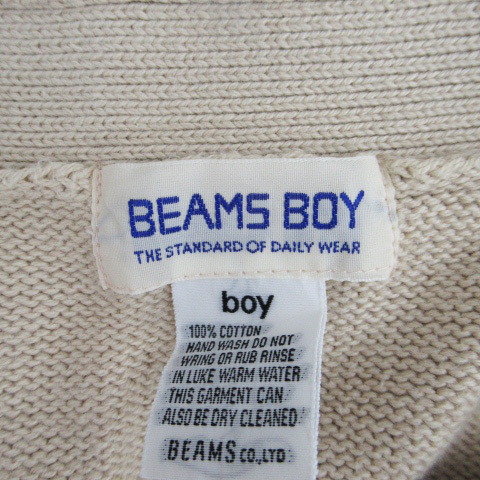 BEAMS BOY
THE STANDARD OF DAILY WEAR
boy
100% COTTON
HAND WASH DO NOT
WRING OR RUB RINSE
IN LUKE WARM WATER
THIS GARMENT CAN
ALSO BE DRY CLEANED
BEAMS CO.,LTD.